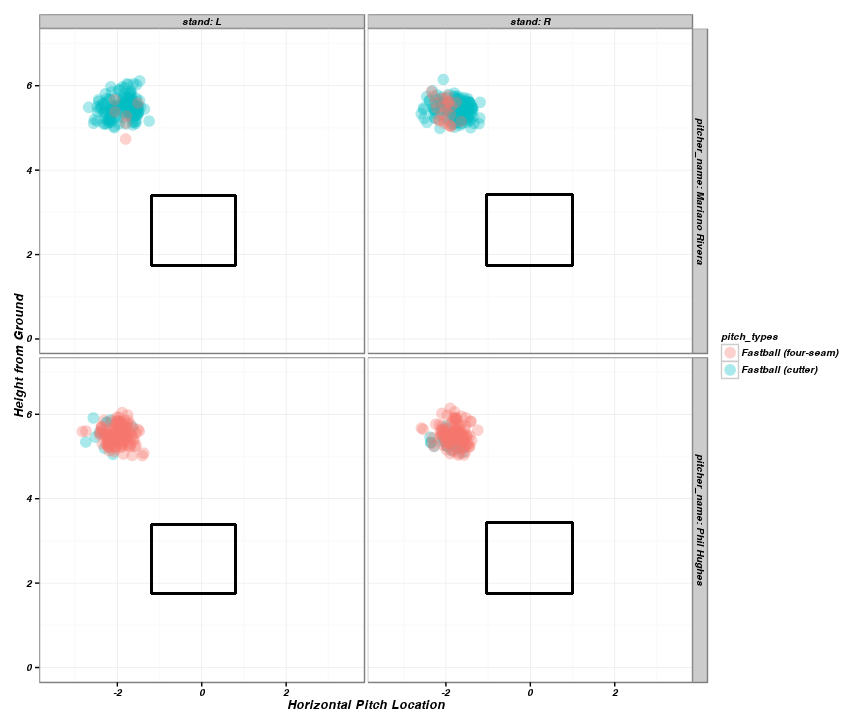 stand: L
stand: R
6
4
2
0
pitcher_name: Mariano Rivera
Height from Ground
pitch_types
Fastball (four-seam)
Fastball (cutter)
6
4
2
0
pitcher_name: Phil Hughes
-2
0
2
-2
0
2
Horizontal Pitch Location